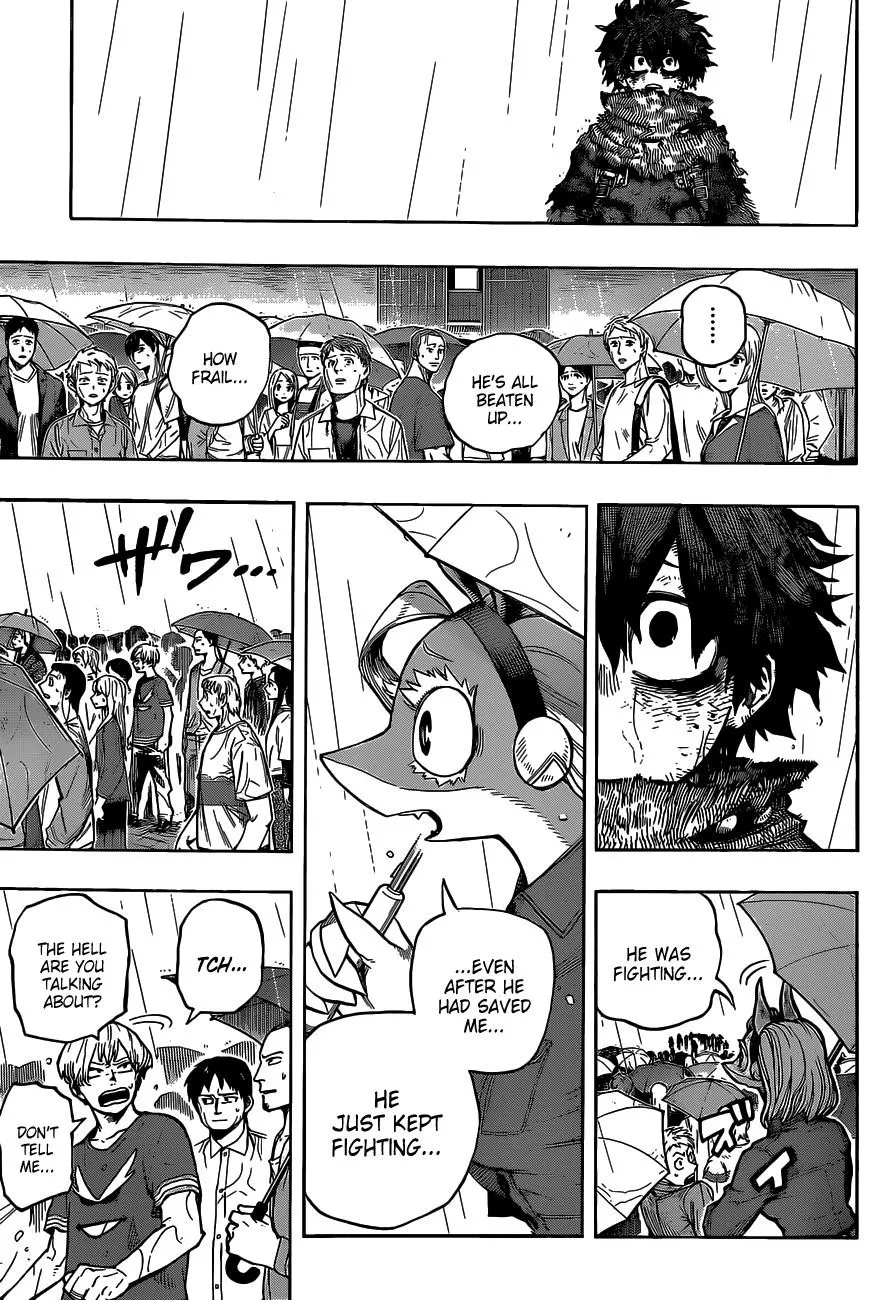 ......
HE'S ALL
BEATEN
UP...
HOW
FRAIL...
ザワ...
HE WAS
FIGHTING...
ズイ
...EVEN
AFTER HE
HAD SAVED
ME...
HE
JUST KEPT
FIGHTING...
TCH...
THE HELL
ARE YOU
TALKING
ABOUT?
DON'T
TELL
ME...